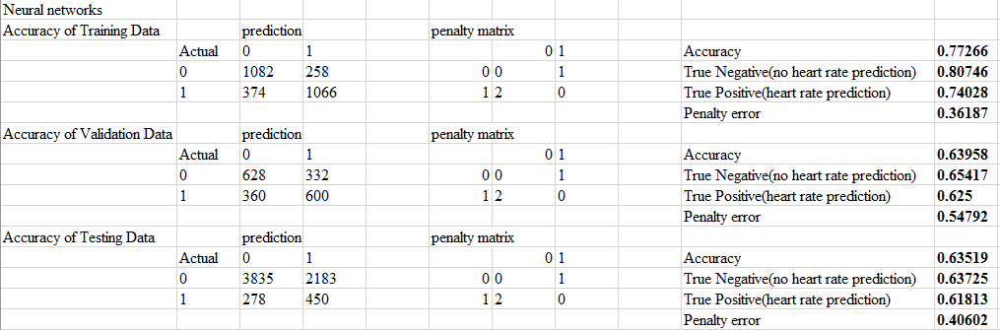 Neural networks
Accuracy of Training Data prediction penalty matrix
Actual 0 1 0 1 Accuracy 0.77266
0 1082 258 0 0 1 True Negative(no heart rate prediction) 0.80746
1 374 1066 1 2 0 True Positive(heart rate prediction) 0.74028
Penalty error 0.36187
Accuracy of Validation Data prediction penalty matrix
Actual 0 1 0 1 Accuracy 0.63958
0 628 332 0 0 1 True Negative(no heart rate prediction) 0.65417
1 360 600 1 2 0 True Positive(heart rate prediction) 0.625
Penalty error 0.54792
Accuracy of Testing Data prediction penalty matrix
Actual 0 1 0 1 Accuracy 0.63519
0 3835 2183 0 0 1 True Negative(no heart rate prediction) 0.63725
1 278 450 1 2 0 True Positive(heart rate prediction) 0.61813
Penalty error 0.40602